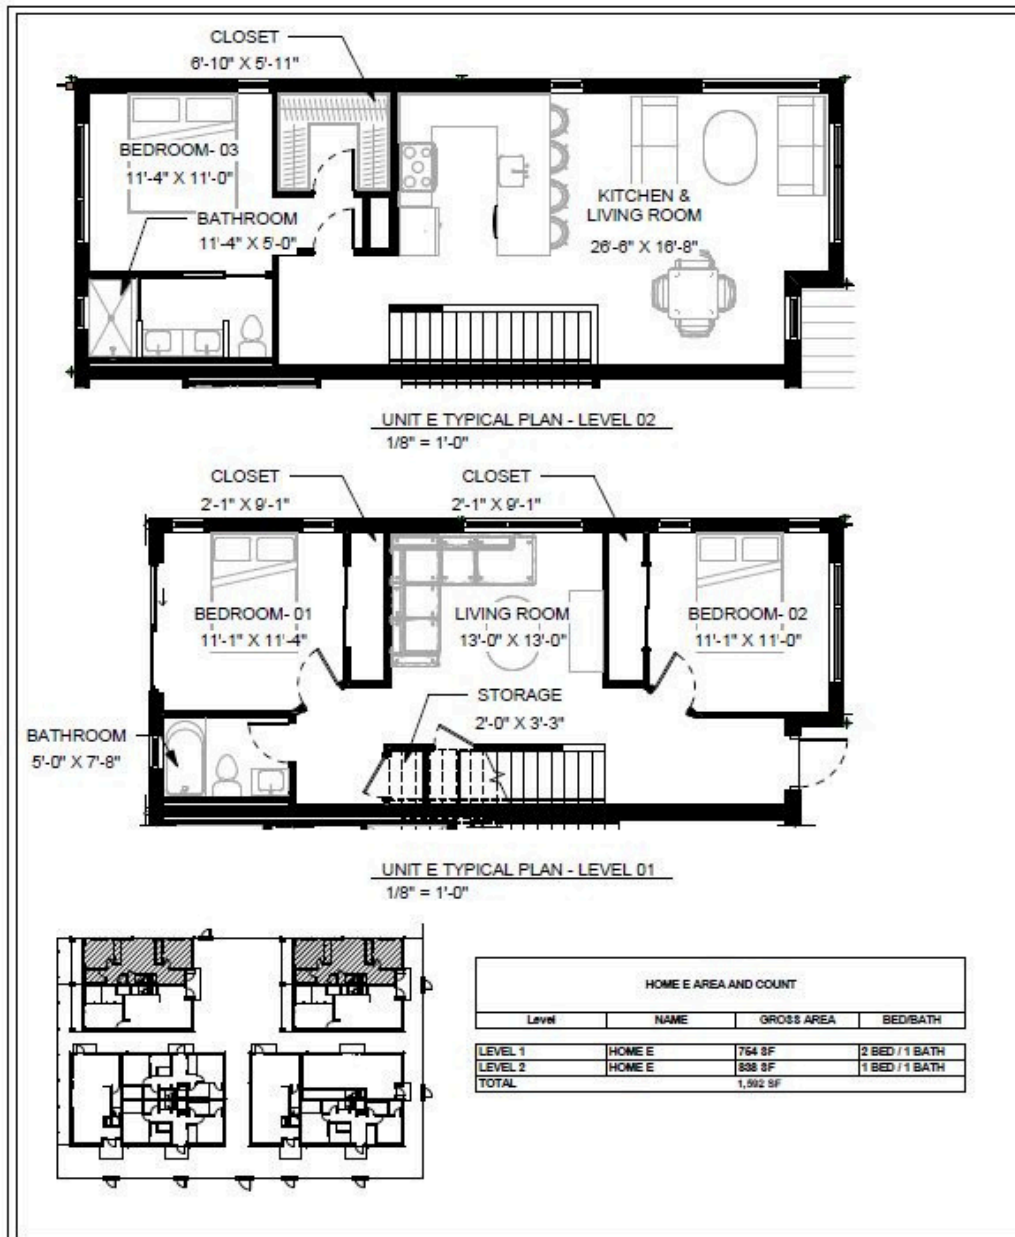 CLOSET
6'-10" X 5'-11"
BEDROOM- 03
11'-4" X 11'-0"
BATHROOM
11'-4" X 5'-0"
KITCHEN &
LIVING ROOM
26'-6" X 16'-8"
UNIT E TYPICAL PLAN - LEVEL 02
1/8" = 1'-0"
CLOSET
2'-1" X 9'-1"
CLOSET
2'-1" X 9'-1"
BEDROOM- 01
11'-1" X 11'-4"
LIVING ROOM
13'-0" X 13'-0"
BEDROOM- 02
11'-1" X 11'-0"
STORAGE
2'-0" X 3'-3"
BATHROOM
5'-0" X 7'-8"
UNIT E TYPICAL PLAN - LEVEL 01
1/8" = 1'-0"
HOME E AREA AND COUNT
Level NAME GROSS AREA BED/BATH
LEVEL 1 HOME E 754 SF 2 BED / 1 BATH
LEVEL 2 HOME E 838 SF 1 BED / 1 BATH
TOTAL 1,592 SF